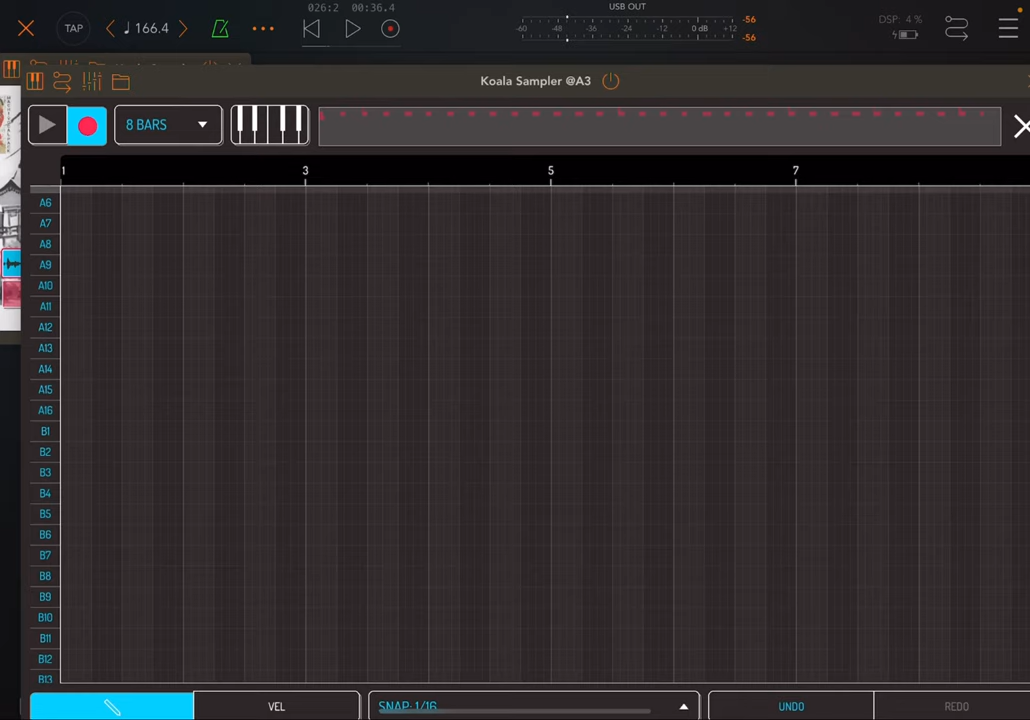 USB OUT
TAP
♩166.4
026:2 00:36.4
-60 -48 -36 -24 -12 0 dB +12
-56
-56
DSP: 4 %
Koala Sampler @A3
8 BARS
1 3 5 7
A6
A7
A8
A9
A10
A11
A12
A13
A14
A15
A16
B1
B2
B3
B4
B5
B6
B7
B8
B9
B10
B11
B12
B13
VEL
SNAP: 1/16
UNDO
REDO